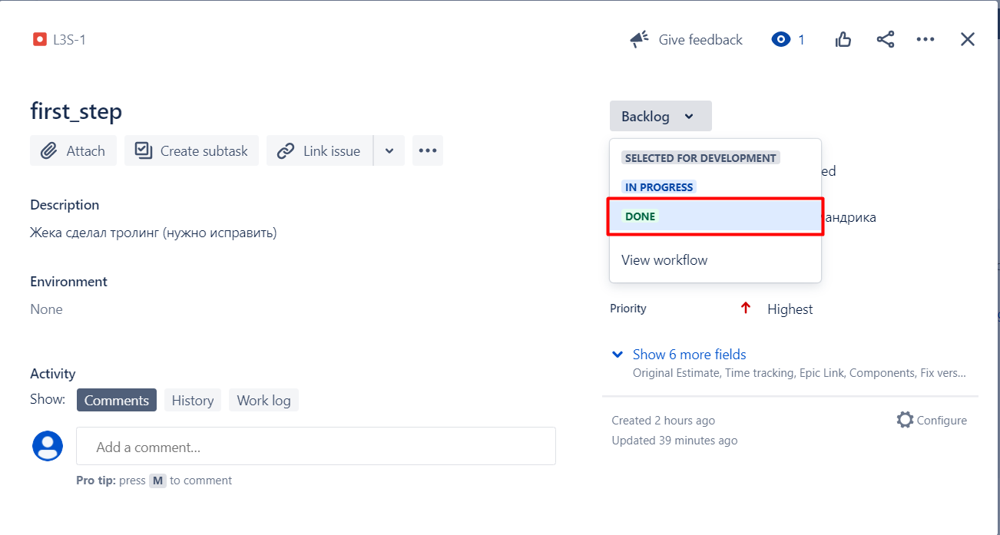 L3S-1
Give feedback
1
first_step
Attach
Create subtask
Link issue
Description
Жека сделал тролинг (нужно исправить)
Environment
None
Activity
Show:
Comments
History
Work log
Add a comment...
Pro tip: press M to comment
Backlog
SELECTED FOR DEVELOPMENT
IN PROGRESS
DONE
View workflow
ed
андрика
Priority
Highest
Show 6 more fields
Original Estimate, Time tracking, Epic Link, Components, Fix vers...
Created 2 hours ago
Configure
Updated 39 minutes ago